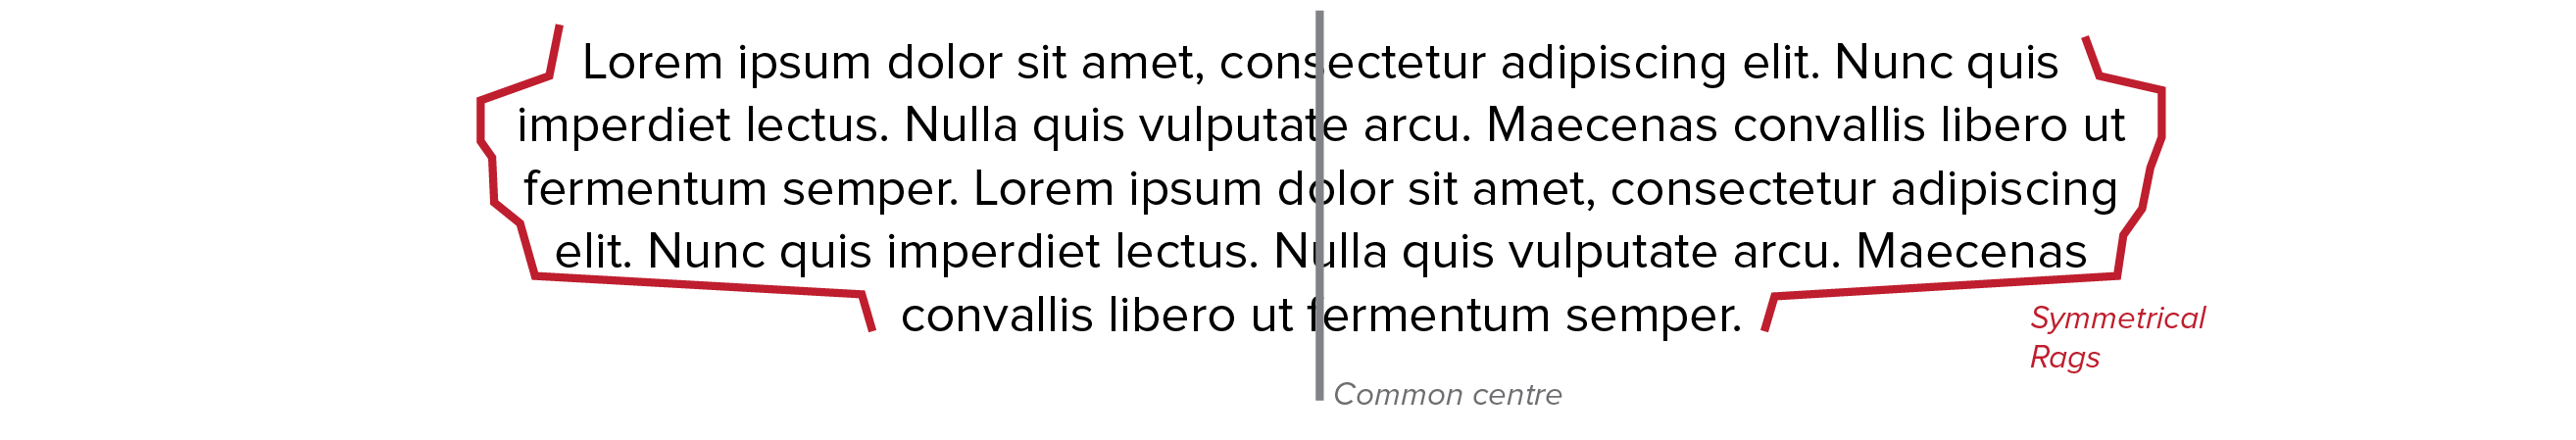 Lorem ipsum dolor sit amet, consectetur adipiscing elit. Nunc quis
imperdiet lectus. Nulla quis vulputate arcu. Maecenas convallis libero ut
fermentum semper. Lorem ipsum dolor sit amet, consectetur adipiscing
elit. Nunc quis imperdiet lectus. Nulla quis vulputate arcu. Maecenas
convallis libero ut fermentum semper.
Symmetrical
Rags
Common centre